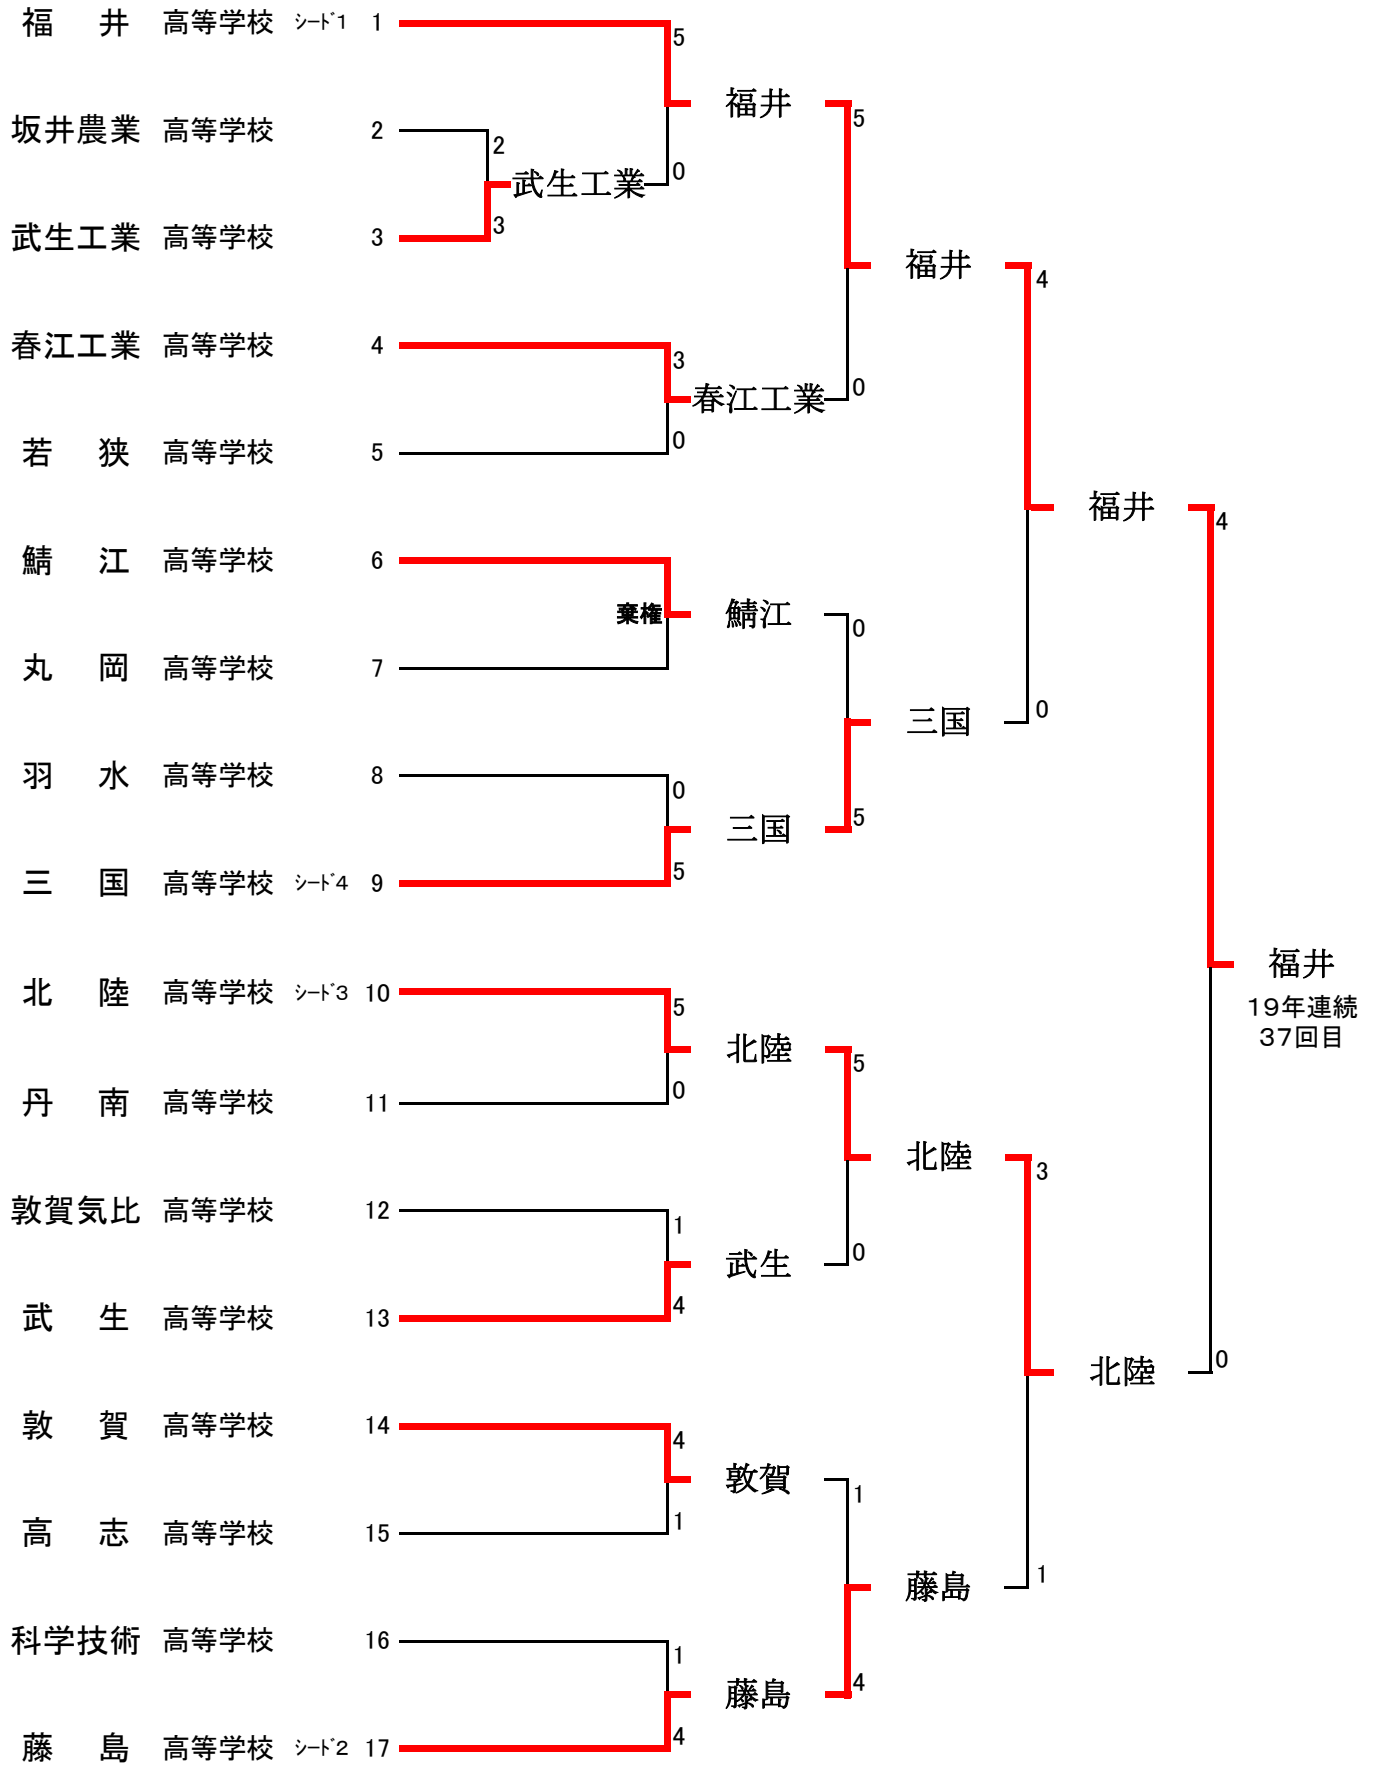 福 井 高等学校 シード1 1
5
福井
5
坂井農業 高等学校 2
2
武生工業
0
武生工業 高等学校 3
3
福井
4
春江工業 高等学校 4
3
春江工業
0
若 狭 高等学校 5
0
福井
4
鯖 江 高等学校 6
棄権
鯖江
0
丸 岡 高等学校 7
三国
0
羽 水 高等学校 8
0
三国
5
三 国 高等学校 シード4 9
5
福井
19年連続
37回目
北 陸 高等学校 シード3 10
5
北陸
5
丹 南 高等学校 11
0
北陸
3
敦賀気比 高等学校 12
1
武生
0
武 生 高等学校 13
4
北陸
0
敦 賀 高等学校 14
4
敦賀
1
高 志 高等学校 15
1
藤島
1
科学技術 高等学校 16
1
藤島
4
藤 島 高等学校 シード2 17
4